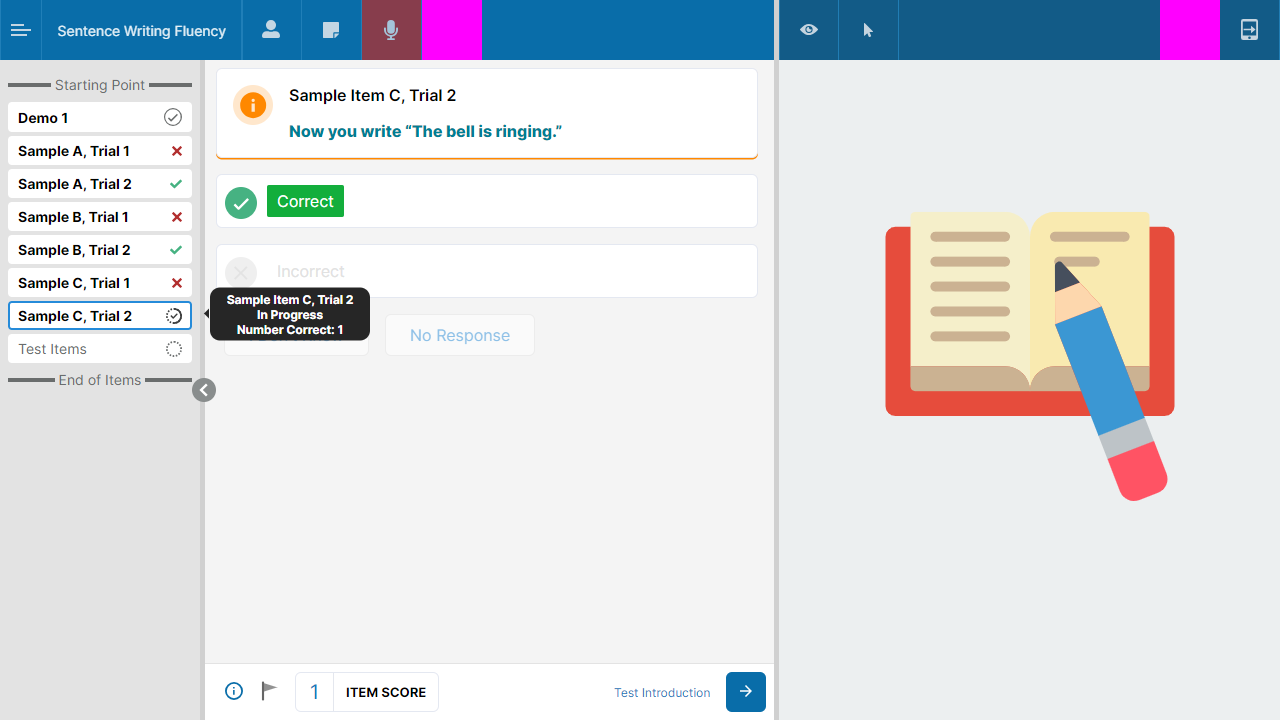 Sentence Writing Fluency
Starting Point
Demo 1
Sample A, Trial 1
Sample A, Trial 2
Sample B, Trial 1
Sample B, Trial 2
Sample C, Trial 1
Sample C, Trial 2
Test Items
End of Items
Sample Item C, Trial 2
Now you write “The bell is ringing.”
Correct
Incorrect
Sample Item C, Trial 2
In Progress
Number Correct: 1
No Response
1 ITEM SCORE
Test Introduction